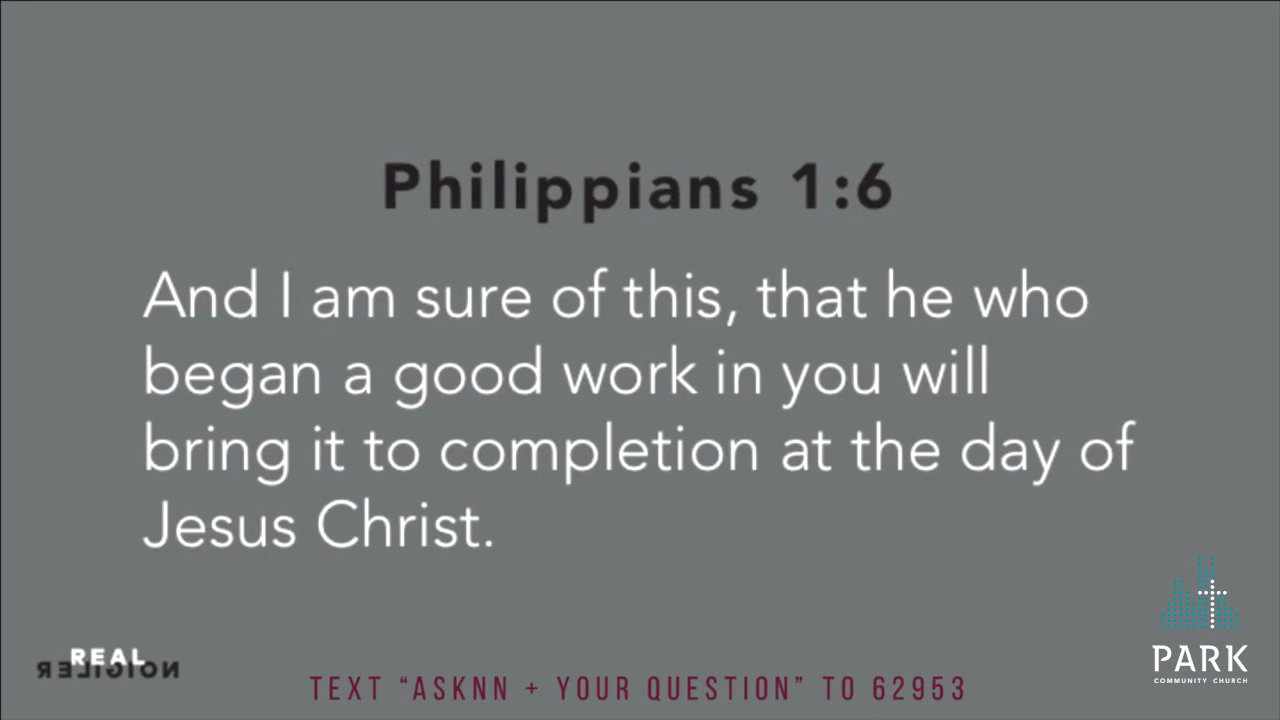 Philippians 1:6
And I am sure of this, that he who
began a good work in you will
bring it to completion at the day of
Jesus Christ.
REAL
RELIGION
TEXT “ASKNN + YOUR QUESTION” TO 62953
PARK
COMMUNITY CHURCH